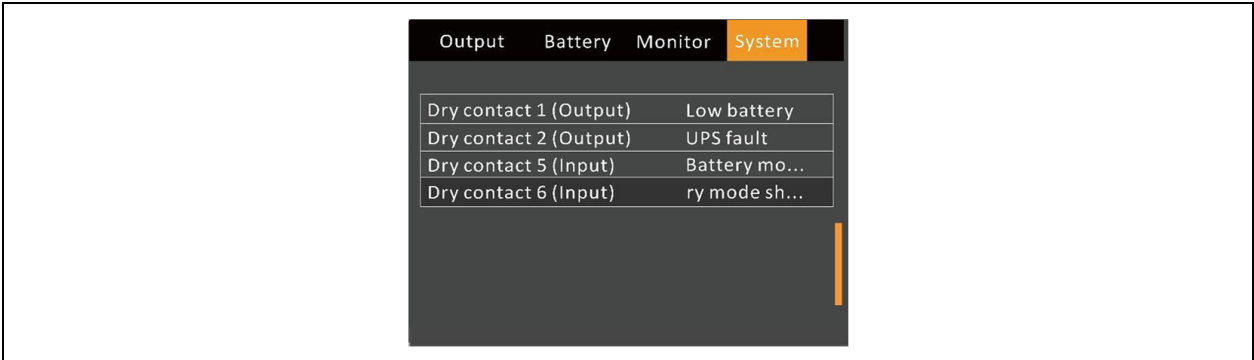 Output Battery Monitor System
Dry contact 1 (Output) Low battery
Dry contact 2 (Output) UPS fault
Dry contact 5 (Input) Battery mo...
Dry contact 6 (Input) ry mode sh...